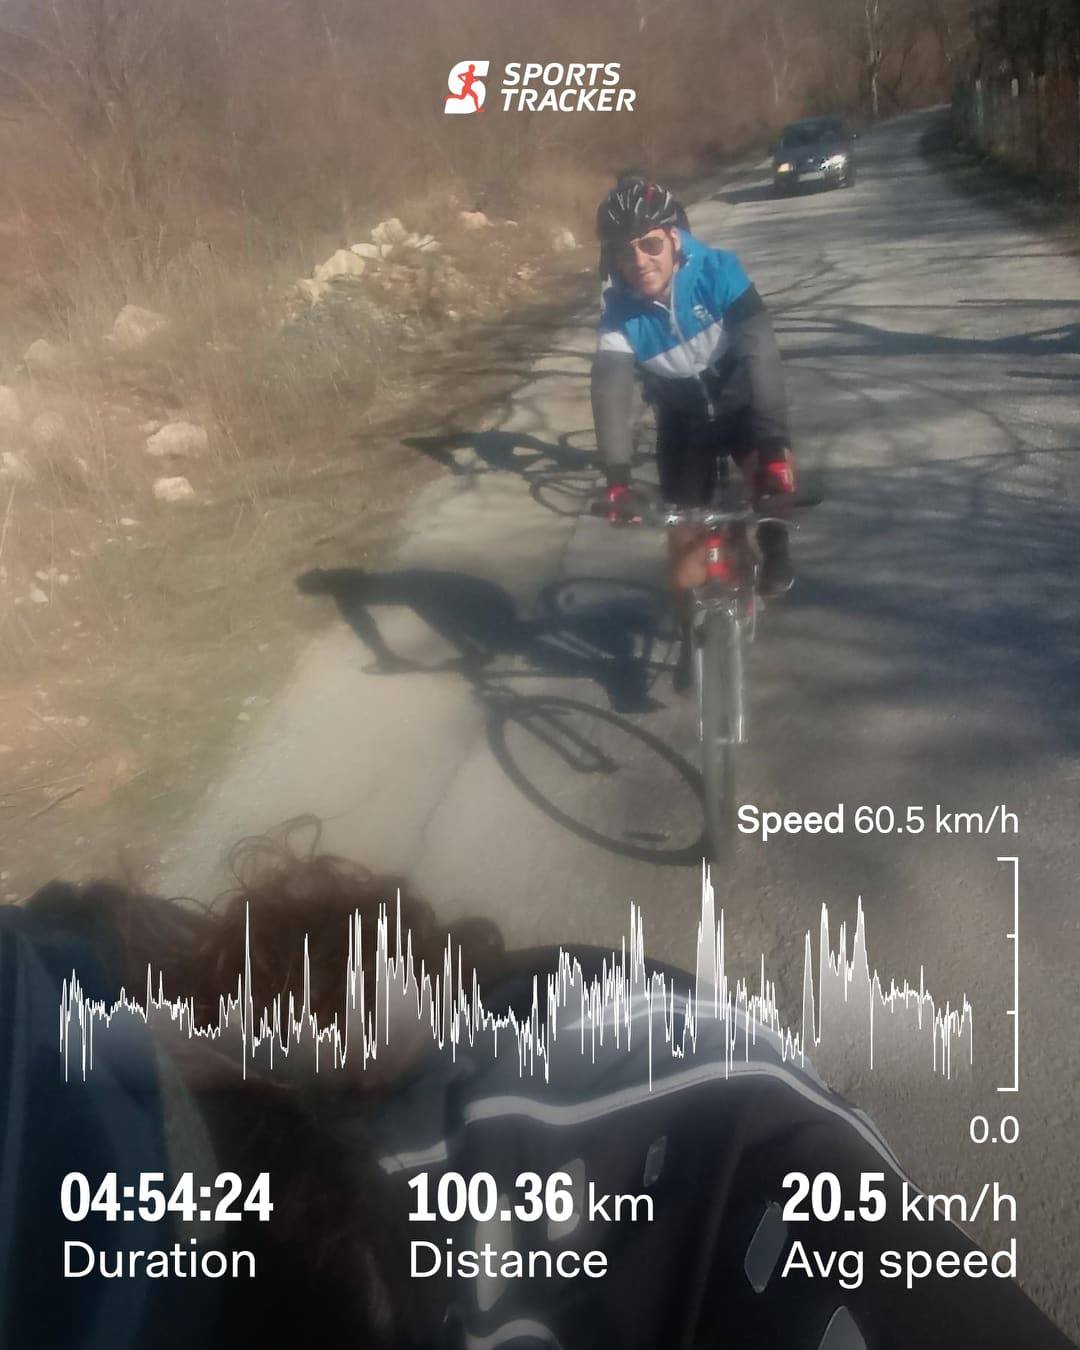 SPORTS
TRACKER
Speed 60.5 km/h
0.0
04:54:24 100.36 km 20.5 km/h
Duration Distance Avg speed